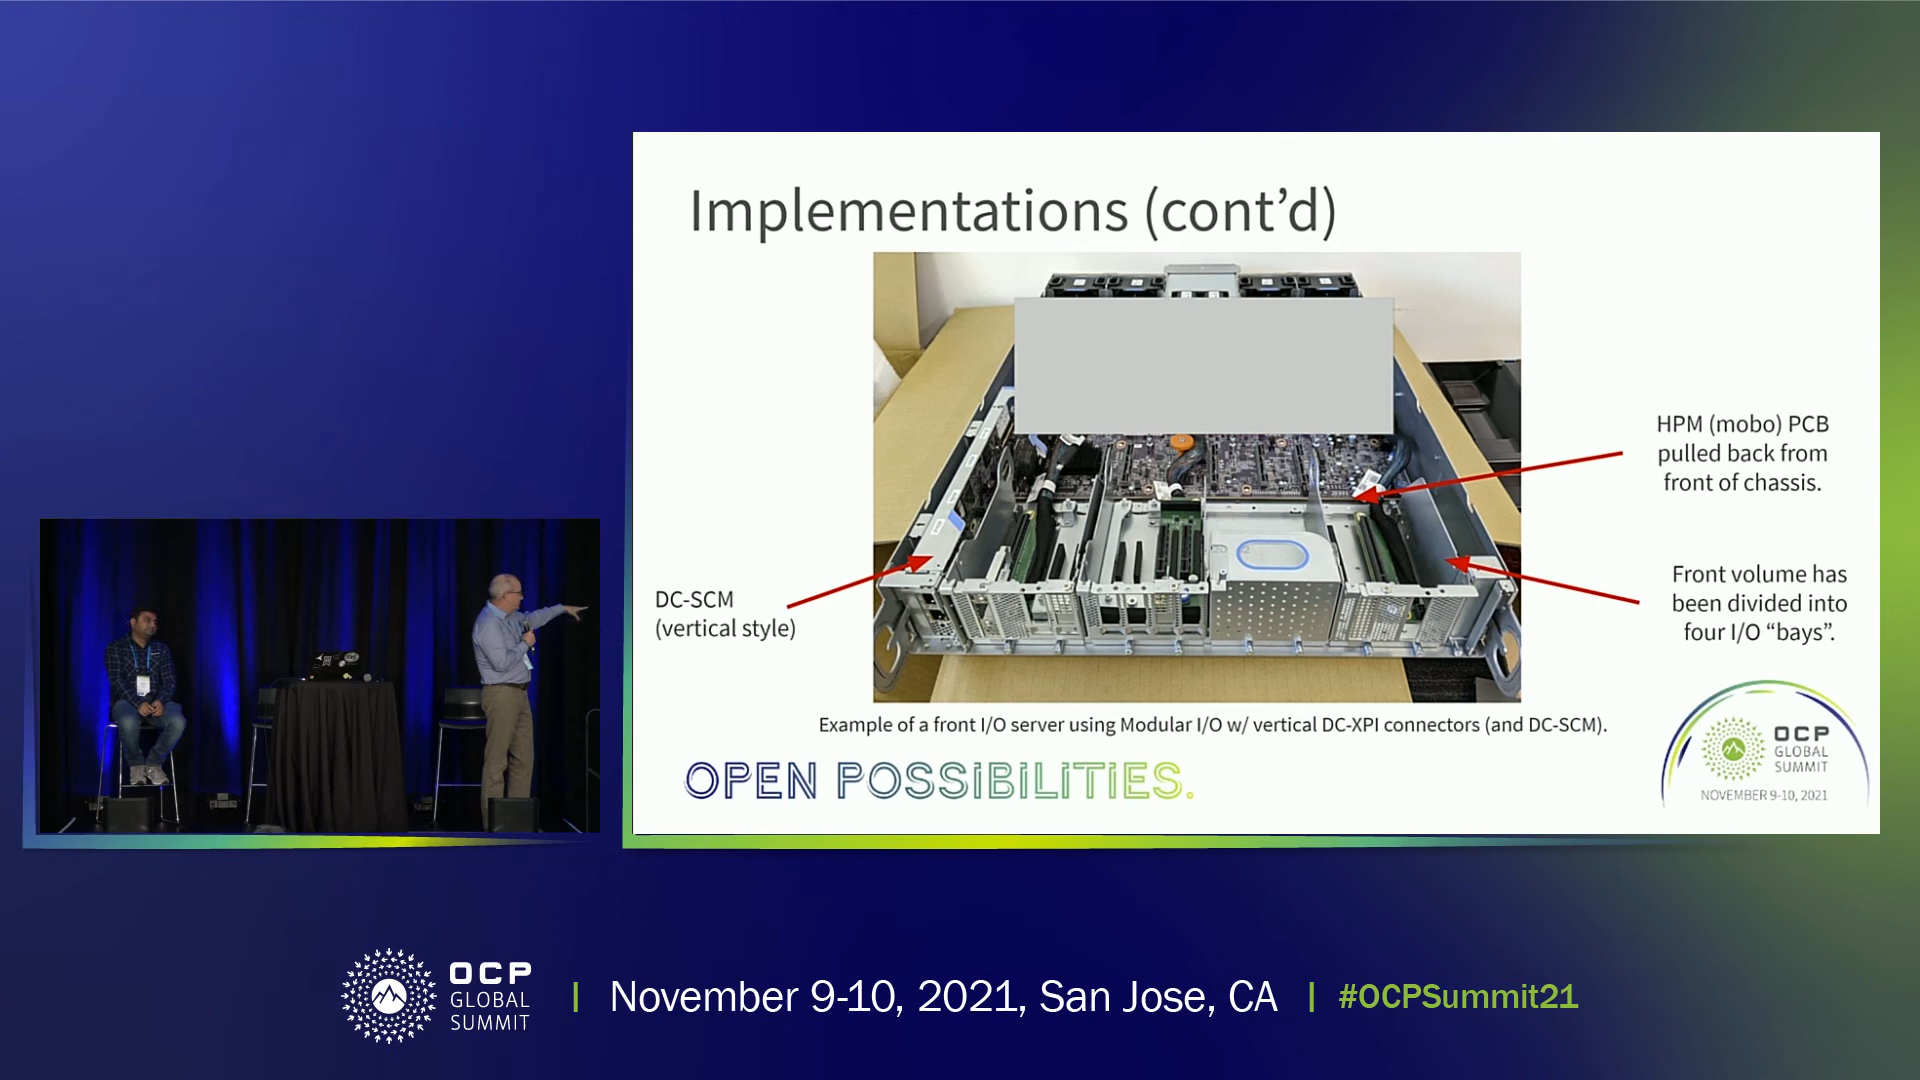 Implementations (cont’d)
HPM (mobo) PCB
pulled back from
front of chassis.
Front volume has
been divided into
four I/O “bays”.
DC-SCM
(vertical style)
Example of a front I/O server using Modular I/O w/ vertical DC-XPI connectors (and DC-SCM).
OPEN POSSiBiLiTiES.
OCP
GLOBAL
SUMMIT
NOVEMBER 9-10, 2021
OCP
GLOBAL
SUMMIT
November 9-10, 2021, San Jose, CA
#OCPSummit21